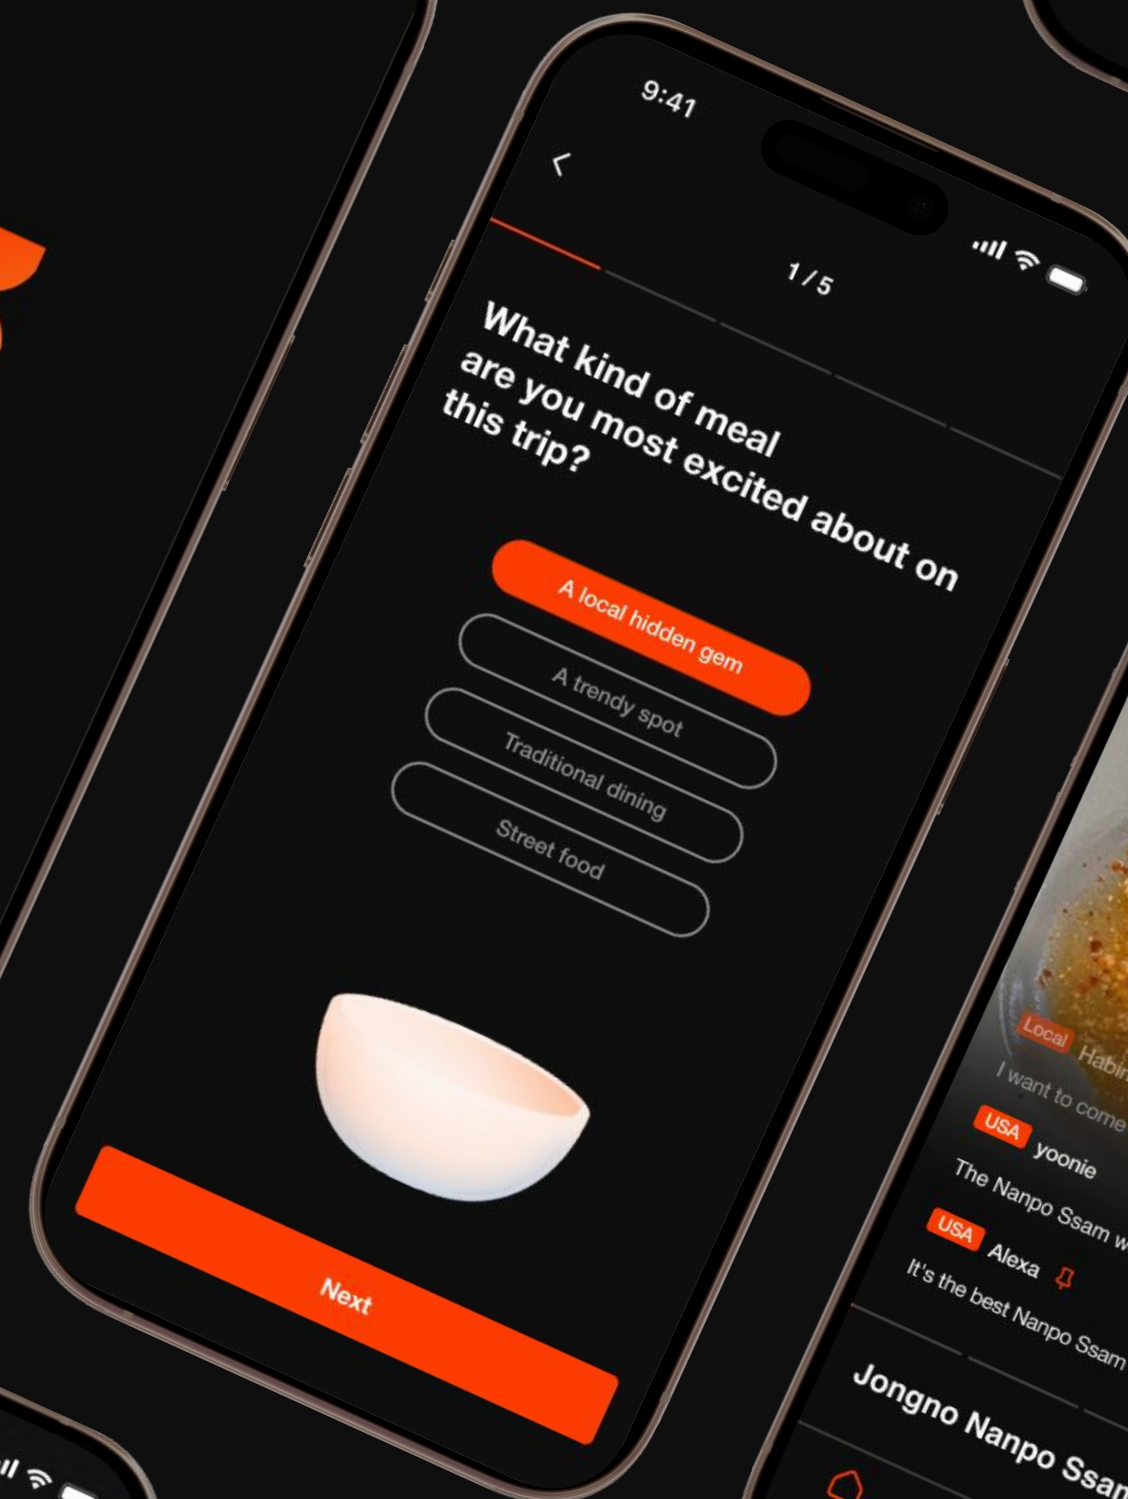 9:41
1 / 5
What kind of meal
are you most excited about on
this trip?
A local hidden gem
A trendy spot
Traditional dining
Street food
Next
Local
I want to come
USA yoonie
The Nanpo Ssam
USA Alexa
It's the best Nanpo Ssam
Jongno Nanpo Ssam